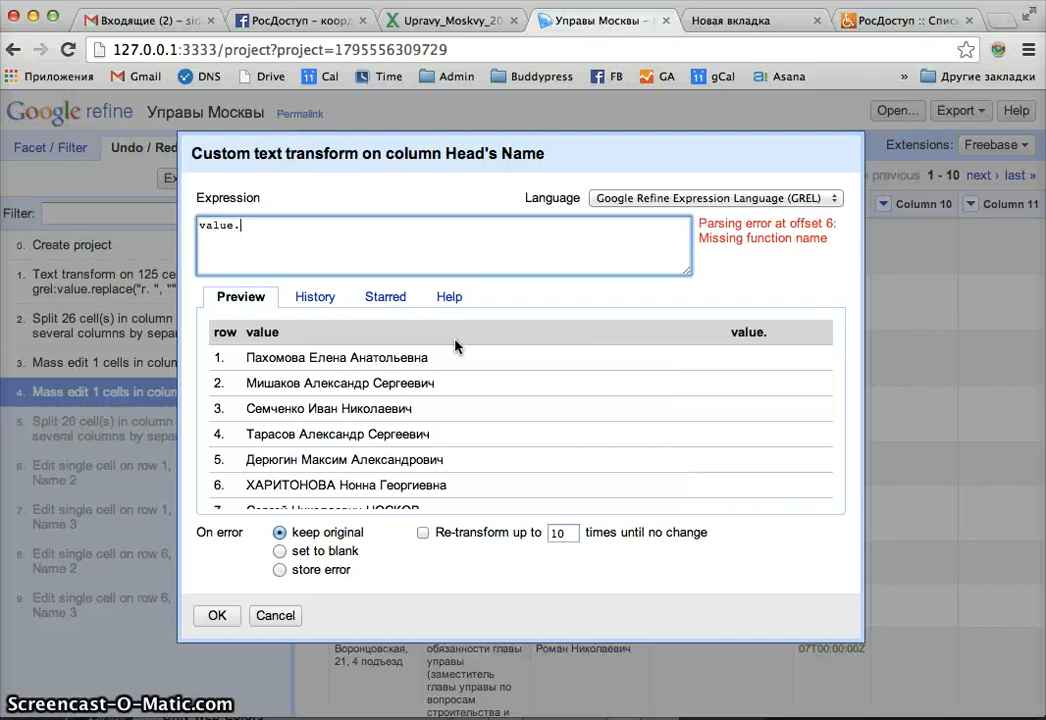 Входящие (2) – sid
РосДоступ – коорд
Upravy_Moskvy_20
Управы Москвы –
Новая вкладка
РосДоступ :: Спис
127.0.0.1:3333/project?project=1795556309729
Приложения
Gmail
DNS
Drive
Cal
Time
Admin
Buddypress
FB
GA
gCal
Asana
»
Другие закладки
Google refine
Управы Москвы
Permalink
Open...
Export
Help
Facet / Filter
Undo / Red
Extensions:
Freebase
Ex
previous 1 - 10 next › last »
Filter:
Column 10
Column 11
0. Create project
1. Text transform on 125 ce
grel:value.replace("г. ", ""
2. Split 26 cell(s) in column
several columns by separ
3. Mass edit 1 cells in colum
4. Mass edit 1 cells in colum
5. Split 26 cell(s) in column
several columns by separ
6. Edit single cell on row 1,
Name 2
7. Edit single cell on row 1,
Name 3
8. Edit single cell on row 6,
Name 2
9. Edit single cell on row 6,
Name 3
Custom text transform on column Head's Name
Expression
Language
Google Refine Expression Language (GREL)
value.
Parsing error at offset 6:
Missing function name
Preview
History
Starred
Help
row value value.
1. Пахомова Елена Анатольевна
2. Мишаков Александр Сергеевич
3. Семченко Иван Николаевич
4. Тарасов Александр Сергеевич
5. Дерюгин Максим Александрович
6. ХАРИТОНОВА Нонна Георгиевна
On error
keep original
set to blank
store error
Re-transform up to 10 times until no change
OK
Cancel
Воронцовская,
21, 4 подъезд
обязанности главы
управы
(заместитель
главы управы по
вопросам
строительства и
Роман Николаевич
07T00:00:00Z
Screencast-O-Matic.com